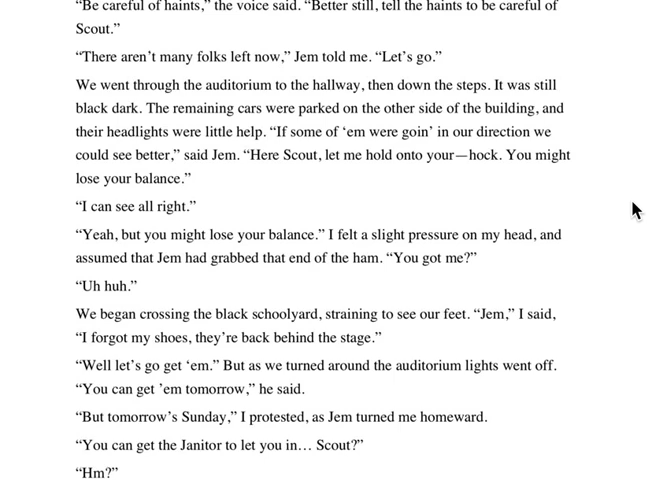 “Be careful of haints,” the voice said. “Better still, tell the haints to be careful of
Scout.”
“There aren’t many folks left now,” Jem told me. “Let’s go.”
We went through the auditorium to the hallway, then down the steps. It was still
black dark. The remaining cars were parked on the other side of the building, and
their headlights were little help. “If some of ‘em were goin’ in our direction we
could see better,” said Jem. “Here Scout, let me hold onto your—hock. You might
lose your balance.”
“I can see all right.”
“Yeah, but you might lose your balance.” I felt a slight pressure on my head, and
assumed that Jem had grabbed that end of the ham. “You got me?”
“Uh huh.”
We began crossing the black schoolyard, straining to see our feet. “Jem,” I said,
“I forgot my shoes, they’re back behind the stage.”
“Well let’s go get ‘em.” But as we turned around the auditorium lights went off.
“You can get ’em tomorrow,” he said.
“But tomorrow’s Sunday,” I protested, as Jem turned me homeward.
“You can get the Janitor to let you in… Scout?”
“Hm?”